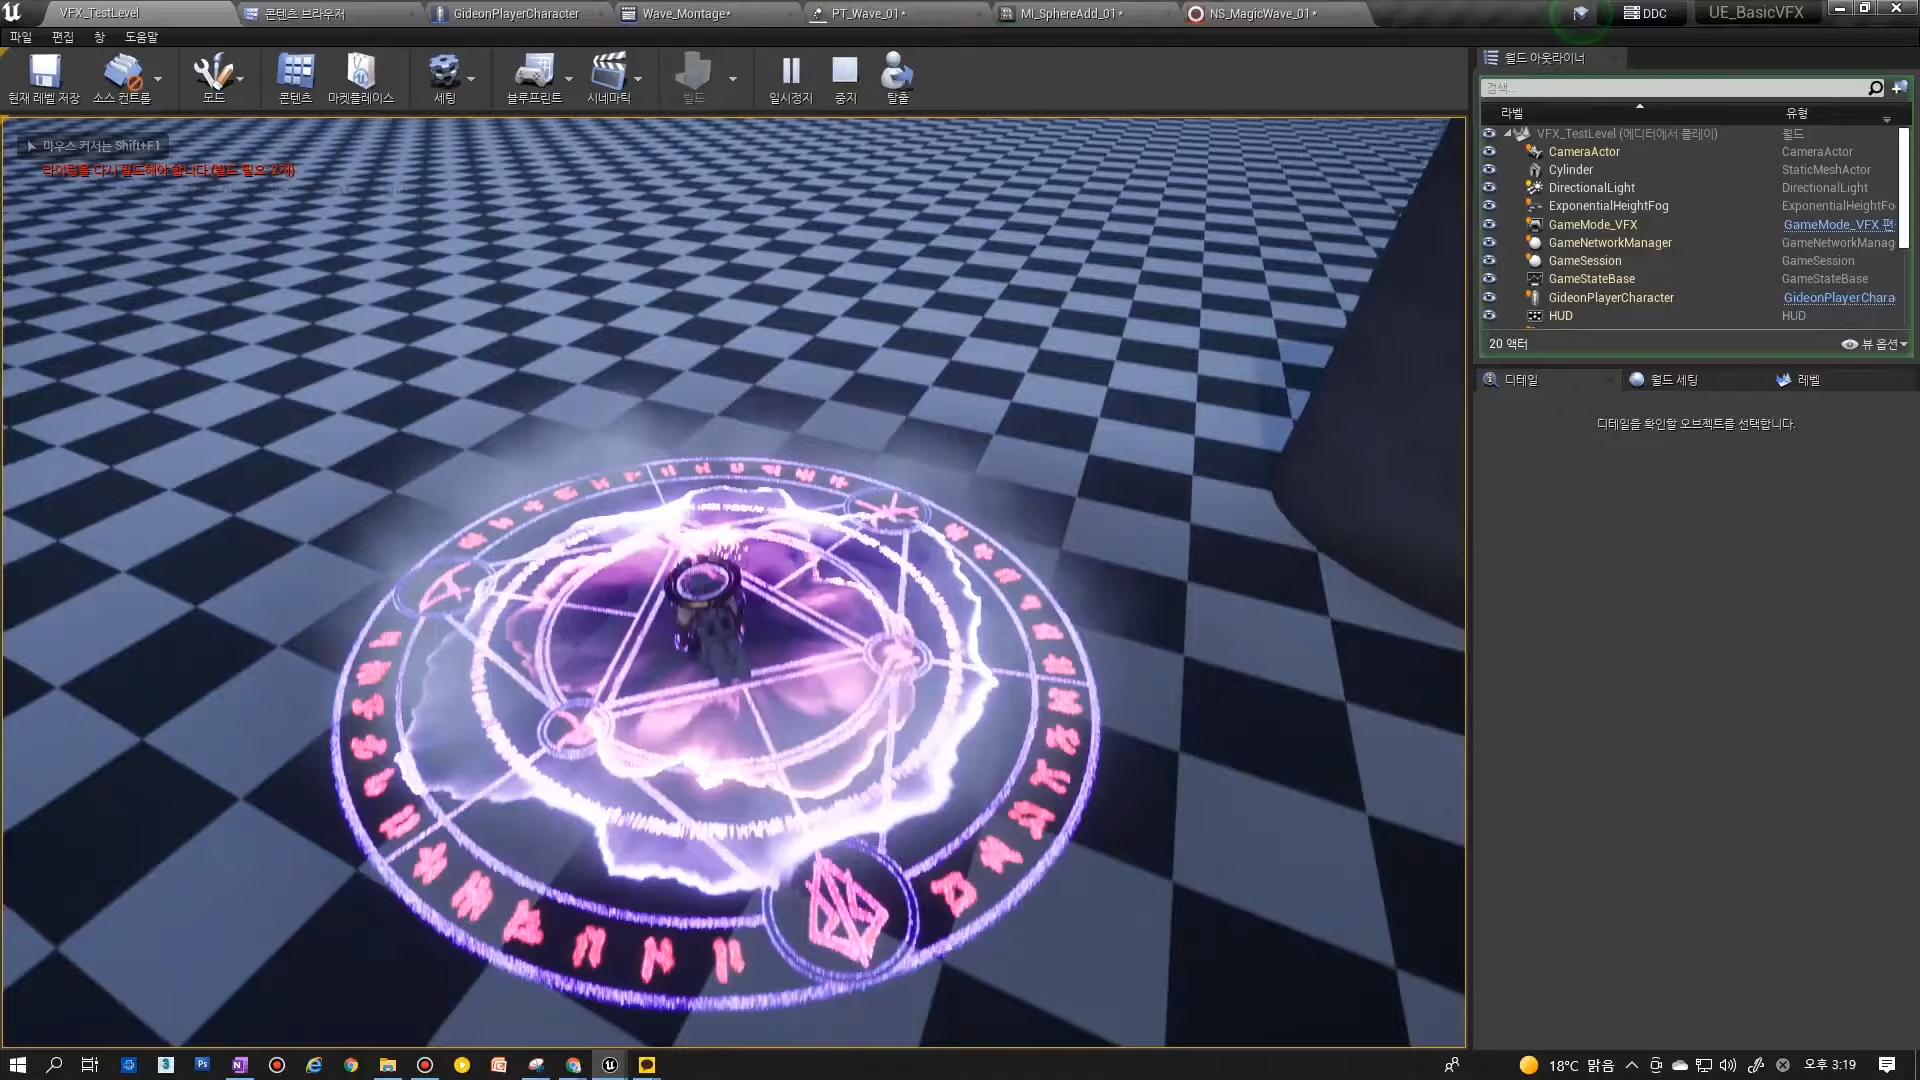 VFX_TestLevel
콘텐츠 브라우저
GideonPlayerCharacter
Wave_Montage*
PT_Wave_01*
MI_SphereAdd_01*
NS_MagicWave_01*
DDC
UE_BasicVFX
파일 편집 창 도움말
현재 레벨 저장
소스 컨트롤
모드
콘텐츠
마켓플레이스
세팅
블루프린트
시네마틱
빌드
일시정지
중지
탈출
마우스 커서는 Shift+F1
라이팅을 다시 빌드해야 합니다 (빌드 필요: 2개)
월드 아웃라이너
검색...
라벨 유형
VFX_TestLevel (에디터에서 플레이) 월드
CameraActor CameraActor
Cylinder StaticMeshActor
DirectionalLight DirectionalLight
ExponentialHeightFog ExponentialHeightFo
GameMode_VFX GameMode_VFX 편
GameNetworkManager GameNetworkManag
GameSession GameSession
GameStateBase GameStateBase
GideonPlayerCharacter GideonPlayerChara
HUD HUD
20 액터
뷰 옵션
디테일
월드 세팅
레벨
디테일을 확인할 오브젝트를 선택합니다.
18°C 맑음
오후 3:19